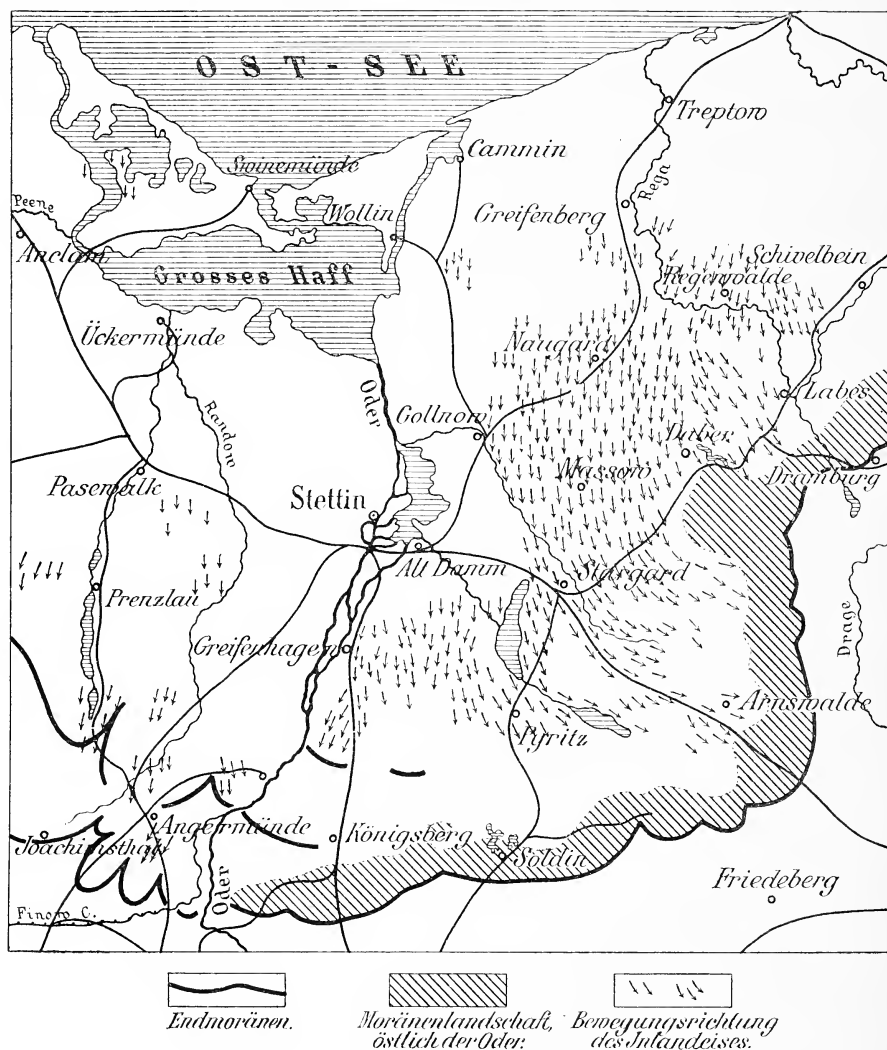 OST-SEE
Treptow
Swinemünde
Cammin
Rega
Peene
Wollin
Greifenberg
Anclam
Schivelbein
Grosses Haff
Regenwalde
Ückermünde
Naugard
Oder
Labes
Randow
Gollnow
Daber
Pasewalk
Massow
Dramburg
Stettin
Alt Damm
Stargard
Prenzlau
Drage
Greifenhagen
Arnswalde
Pyritz
Angermünde
Königsberg
Joachimsthal
Soldin
Oder
Friedeberg
Finow C.
Endmoränen.
Moränenlandschaft,
östlich der Oder.
Bewegungsrichtung
des Inlandeises.